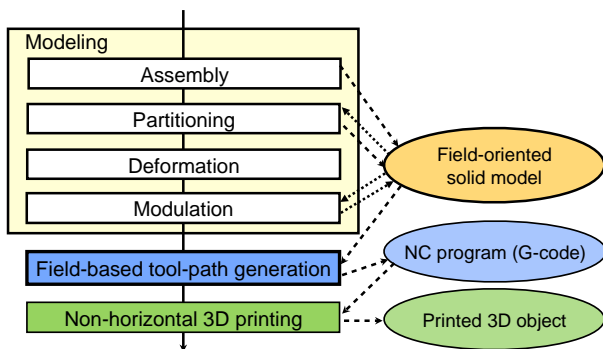 Modeling
Assembly
Partitioning
Deformation
Modulation
Field-oriented
solid model
Field-based tool-path generation
NC program (G-code)
Non-horizontal 3D printing
Printed 3D object